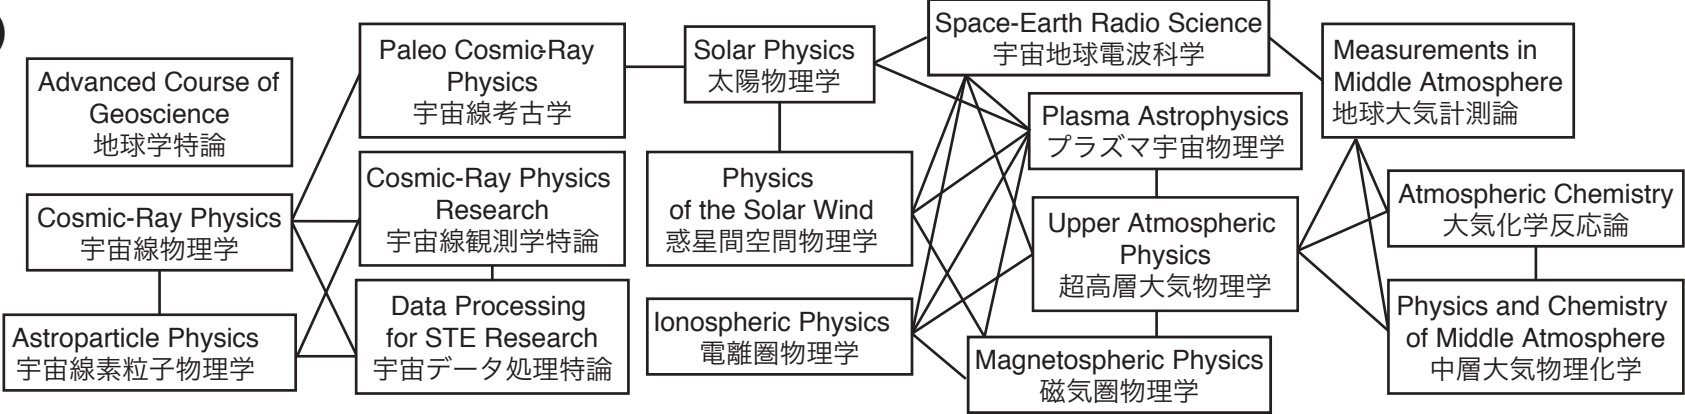 Advanced Course of
Geoscience
地球学特論
Cosmic-Ray Physics
宇宙線物理学
Astroparticle Physics
宇宙線素粒子物理学
Paleo Cosmic-Ray
Physics
宇宙線考古学
Cosmic-Ray Physics
Research
宇宙線観測学特論
Data Processing
for STE Research
宇宙データ処理特論
Solar Physics
太陽物理学
Physics
of the Solar Wind
惑星間空間物理学
Ionospheric Physics
電離圏物理学
Space-Earth Radio Science
宇宙地球電波科学
Plasma Astrophysics
プラズマ宇宙物理学
Upper Atmospheric
Physics
超高層大気物理学
Magnetospheric Physics
磁気圏物理学
Measurements in
Middle Atmosphere
地球大気計測論
Atmospheric Chemistry
大気化学反応論
Physics and Chemistry
of Middle Atmosphere
中層大気物理化学